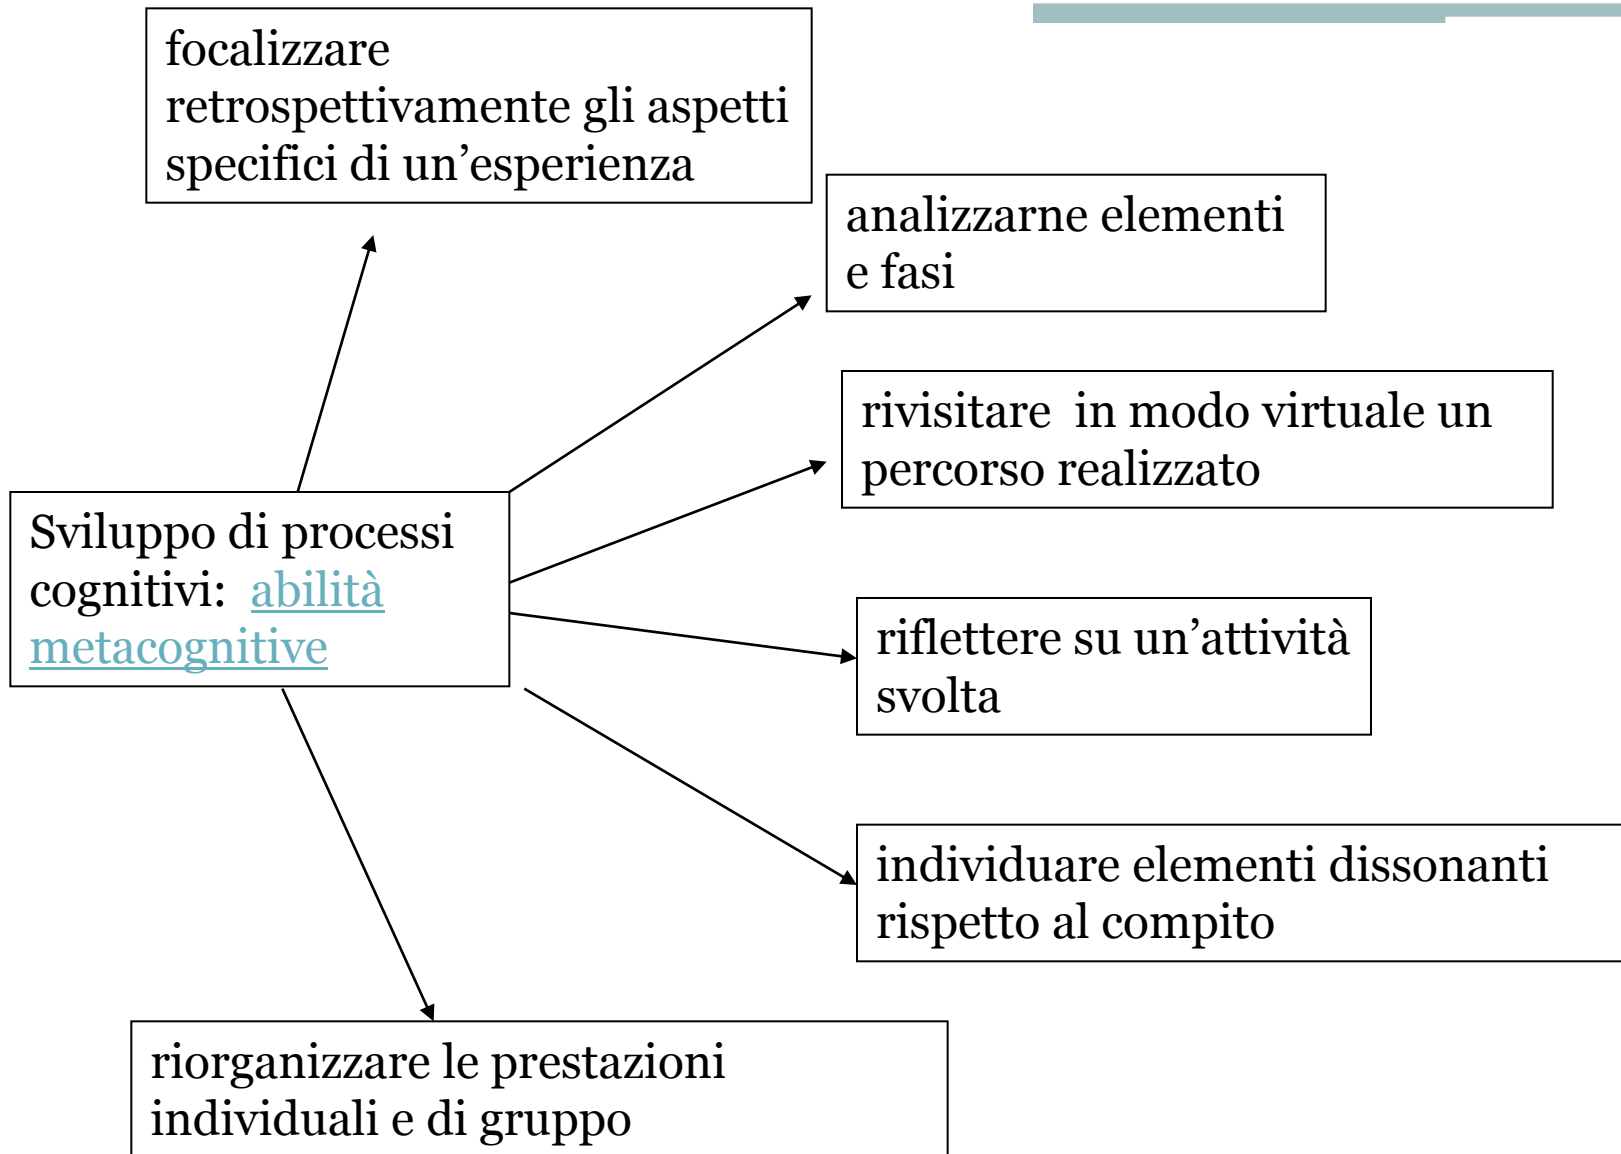 focalizzare
retrospettivamente gli aspetti
specifici di un’esperienza
analizzarne elementi
e fasi
rivisitare  in modo virtuale un
percorso realizzato
Sviluppo di processi
cognitivi:  abilità
metacognitive
riflettere su un’attività
svolta
individuare elementi dissonanti
rispetto al compito
riorganizzare le prestazioni
individuali e di gruppo